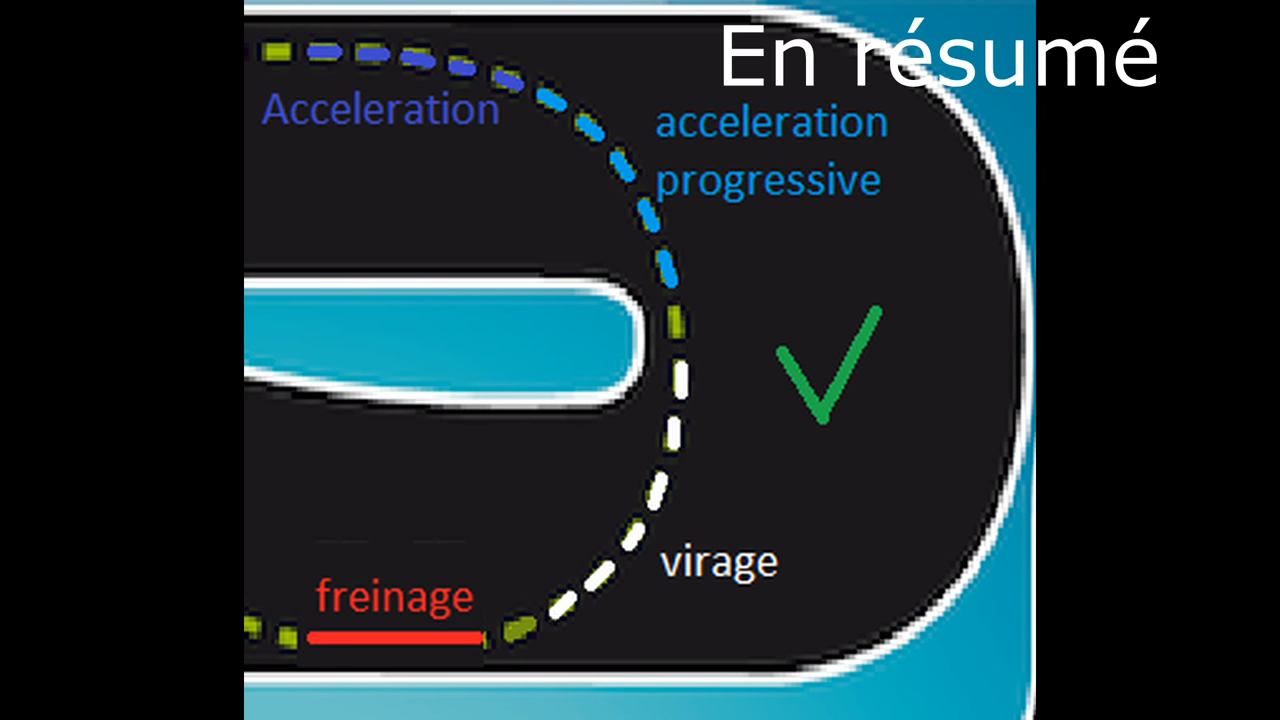 En résumé
Acceleration
acceleration
progressive
virage
freinage